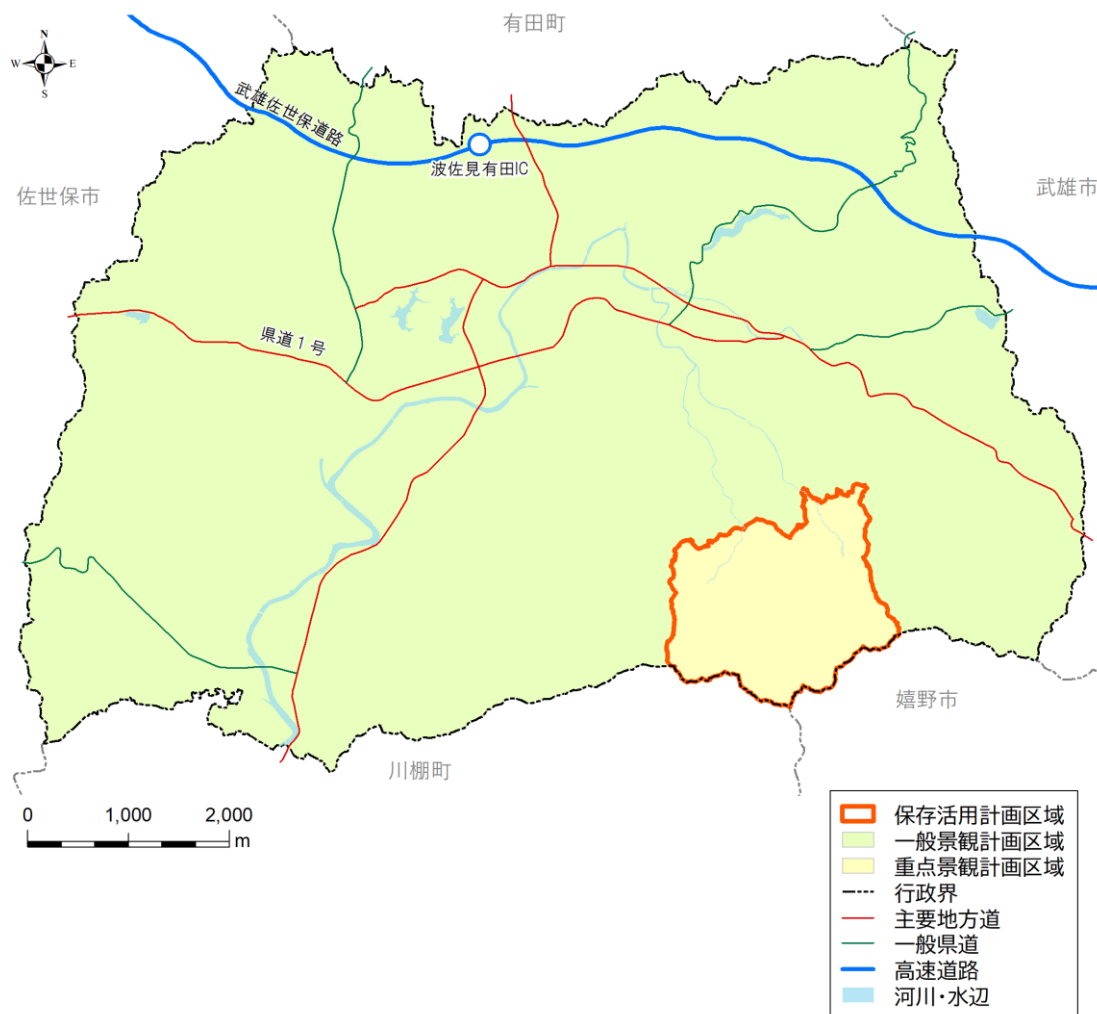 有田町
N
W
E
S
武雄佐世保道路
波佐見有田IC
佐世保市
武雄市
県道1号
嬉野市
川棚町
0 1,000 2,000
m
保存活用計画区域
一般景観計画区域
重点景観計画区域
行政界
主要地方道
一般県道
高速道路
河川・水辺